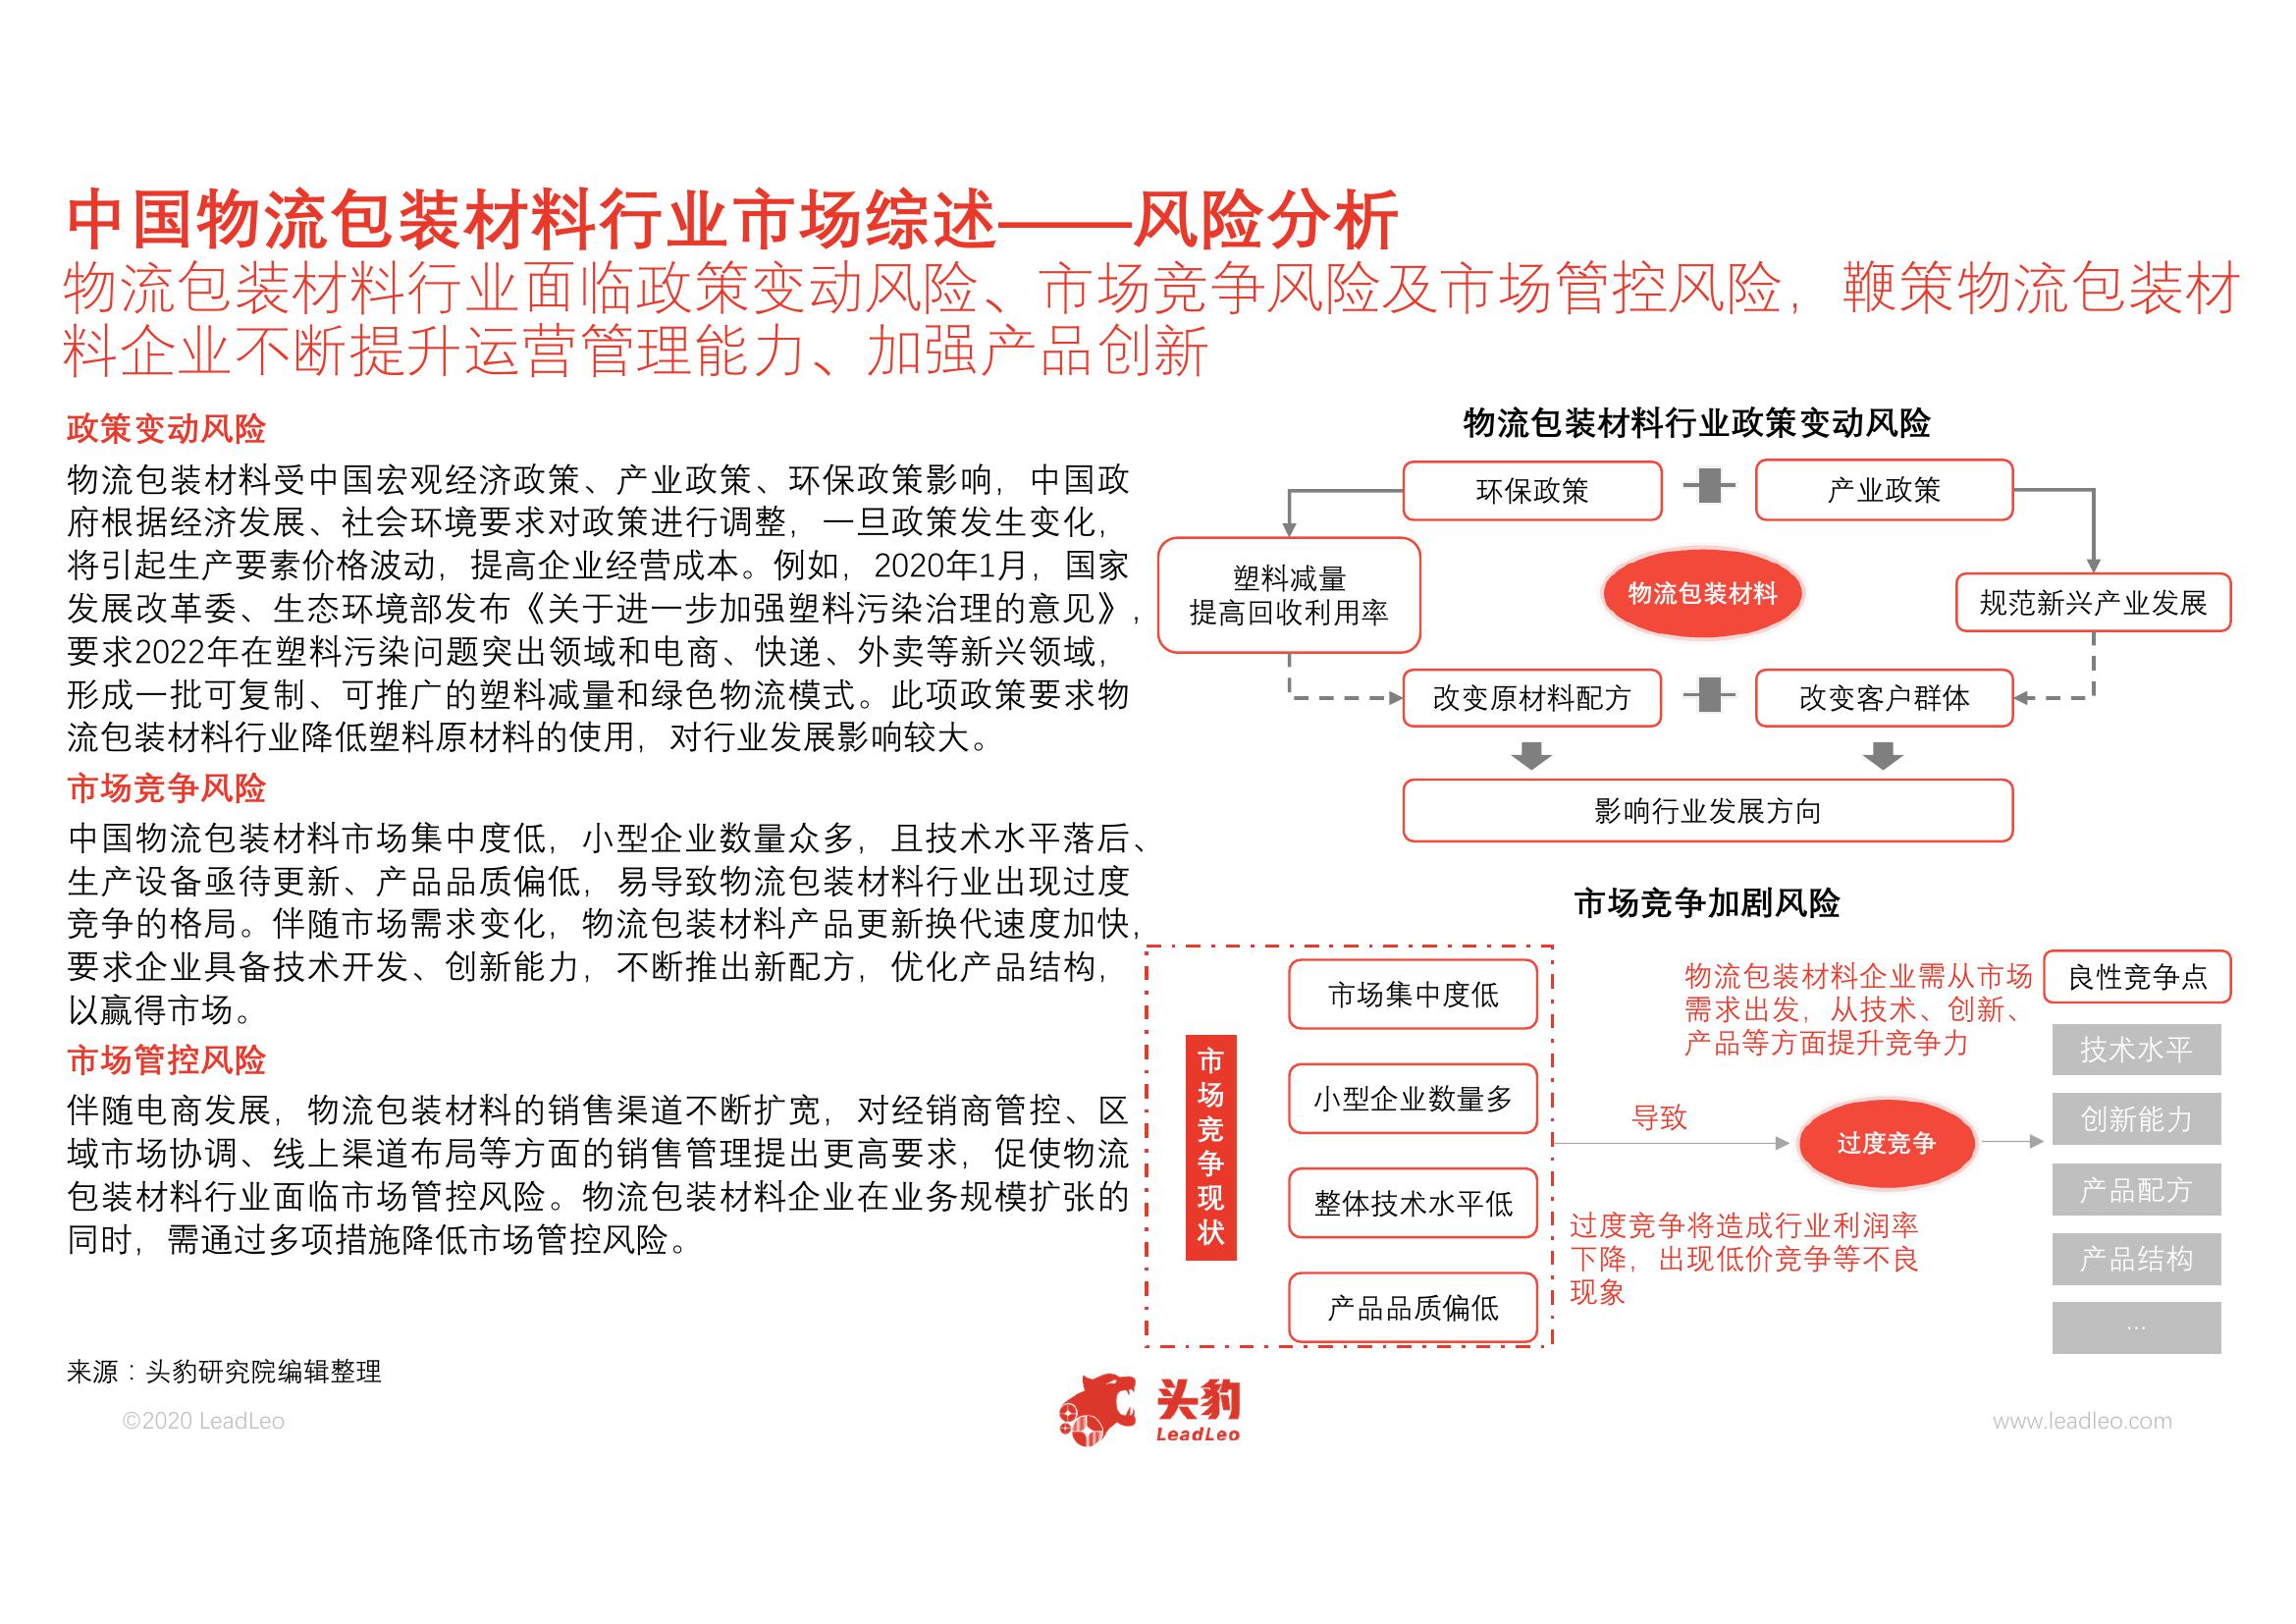 中国物流包装材料行业市场综述——风险分析
物流包装材料行业面临政策变动风险、市场竞争风险及市场管控风险，鞭策物流包装材
料企业不断提升运营管理能力、加强产品创新
政策变动风险
物流包装材料受中国宏观经济政策、产业政策、环保政策影响，中国政
府根据经济发展、社会环境要求对政策进行调整，一旦政策发生变化，
将引起生产要素价格波动，提高企业经营成本。例如，2020年1月，国家
发展改革委、生态环境部发布《关于进一步加强塑料污染治理的意见》，
要求2022年在塑料污染问题突出领域和电商、快递、外卖等新兴领域，
形成一批可复制、可推广的塑料减量和绿色物流模式。此项政策要求物
流包装材料行业降低塑料原材料的使用，对行业发展影响较大。
市场竞争风险
中国物流包装材料市场集中度低，小型企业数量众多，且技术水平落后、
生产设备亟待更新、产品品质偏低，易导致物流包装材料行业出现过度
竞争的格局。伴随市场需求变化，物流包装材料产品更新换代速度加快，
要求企业具备技术开发、创新能力，不断推出新配方，优化产品结构，
以赢得市场。
市场管控风险
伴随电商发展，物流包装材料的销售渠道不断扩宽，对经销商管控、区
域市场协调、线上渠道布局等方面的销售管理提出更高要求，促使物流
包装材料行业面临市场管控风险。物流包装材料企业在业务规模扩张的
同时，需通过多项措施降低市场管控风险。
物流包装材料行业政策变动风险
环保政策
产业政策
塑料减量
提高回收利用率
物流包装材料
规范新兴产业发展
改变原材料配方
改变客户群体
影响行业发展方向
市场竞争加剧风险
市场竞争现状
市场集中度低
小型企业数量多
整体技术水平低
产品品质偏低
物流包装材料企业需从市场
需求出发，从技术、创新、
产品等方面提升竞争力
导致
过度竞争
过度竞争将造成行业利润率
下降，出现低价竞争等不良
现象
良性竞争点
技术水平
创新能力
产品配方
产品结构
...
来源：头豹研究院编辑整理
©2020 LeadLeo
头豹
LeadLeo
www.leadleo.com